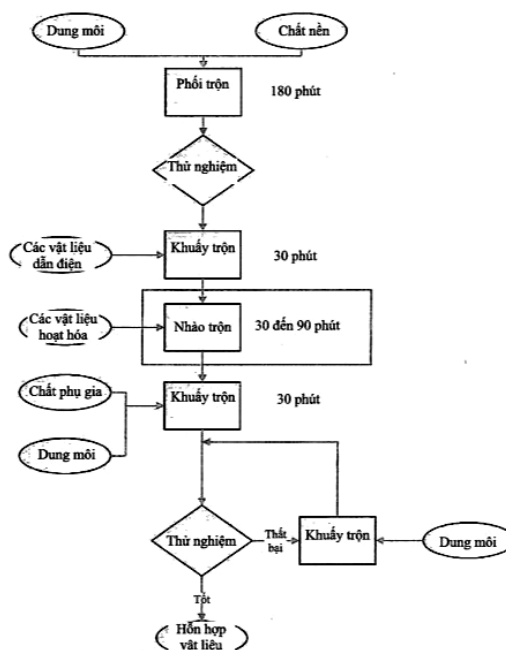 Dung môi
Chất nền
Phối trộn
180 phút
Thử nghiệm
Các vật liệu
dẫn điện
Khuấy trộn
30 phút
Các vật liệu
hoạt hóa
Nhào trộn
30 đến 90 phút
Chất phụ gia
Khuấy trộn
30 phút
Dung môi
Thử nghiệm
Thất
bại
Khuấy trộn
Dung môi
Tốt
Hỗn hợp
vật liệu